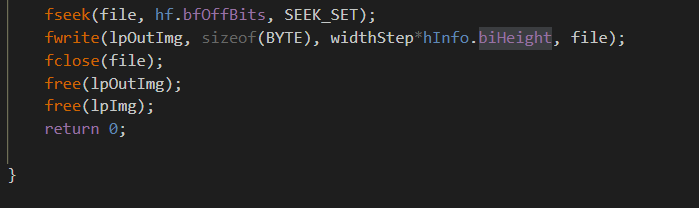 fseek(file, hf.bfOffBits, SEEK_SET);
fwrite(lpOutImg, sizeof(BYTE), widthStep*hInfo.biHeight, file);
fclose(file);
free(lpOutImg);
free(lpImg);
return 0;
}